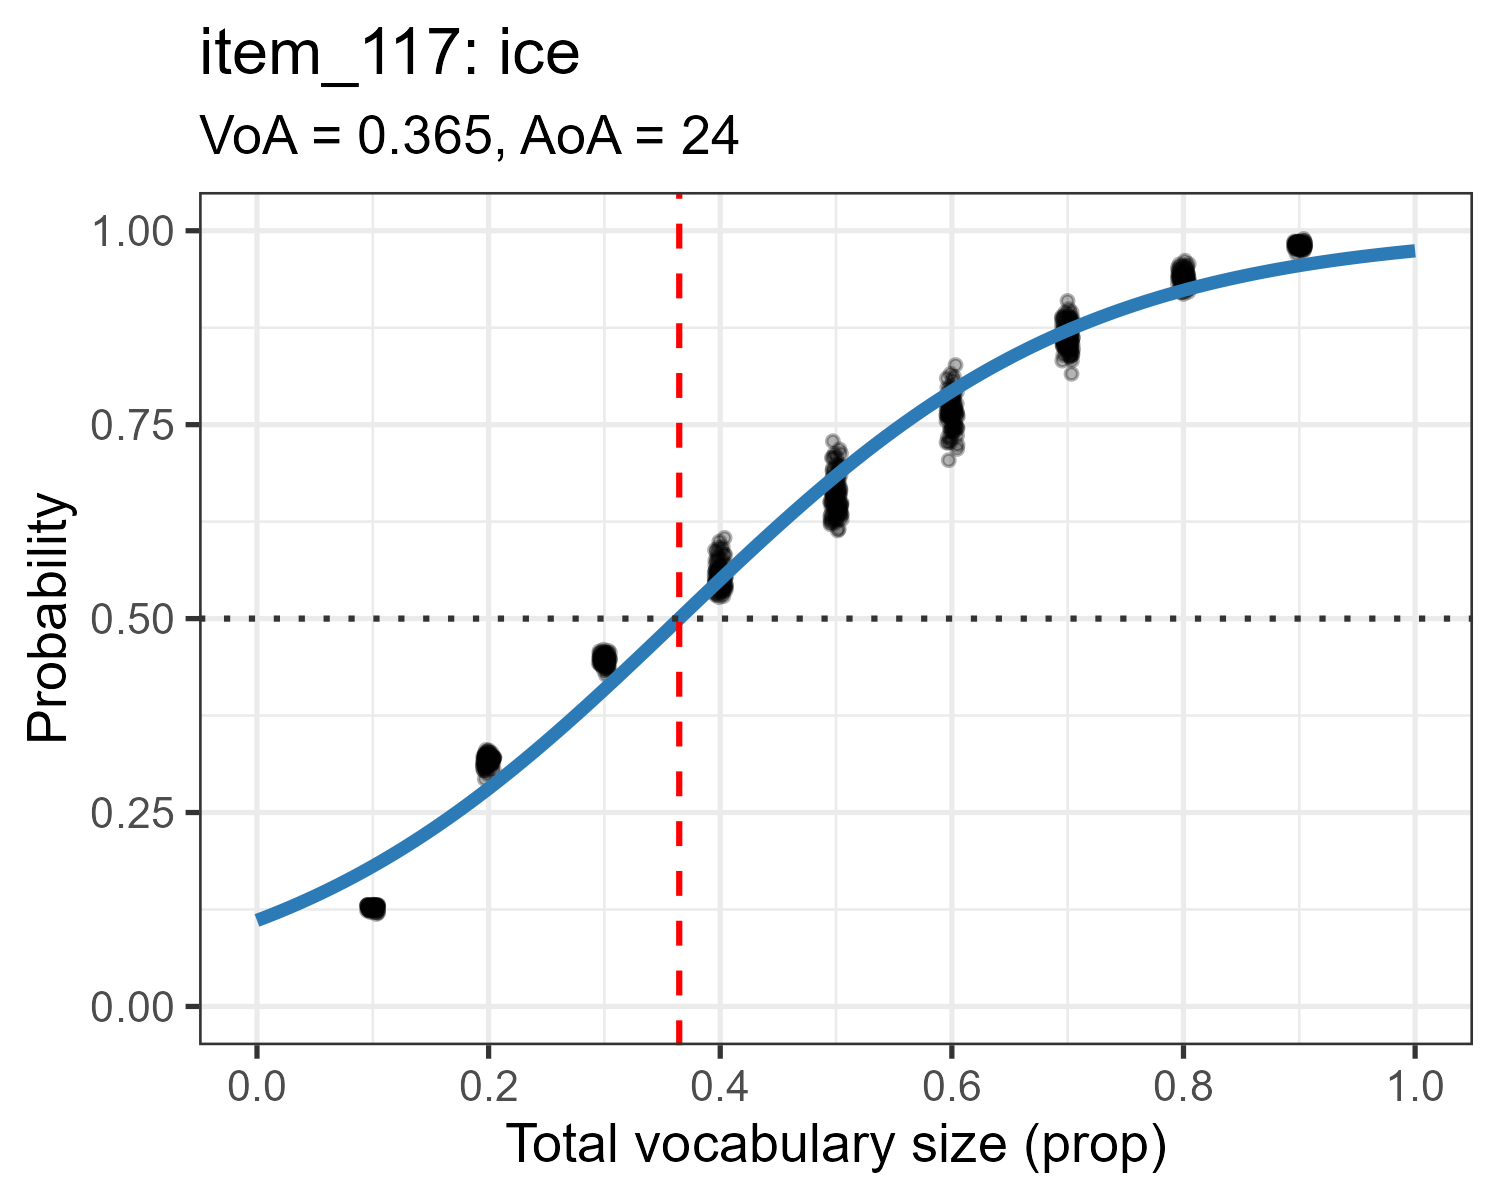 item_117: ice
VoA = 0.365, AoA = 24
1.00
0.75
0.50
0.25
0.00
Probability
0.0 0.2 0.4 0.6 0.8 1.0
Total vocabulary size (prop)